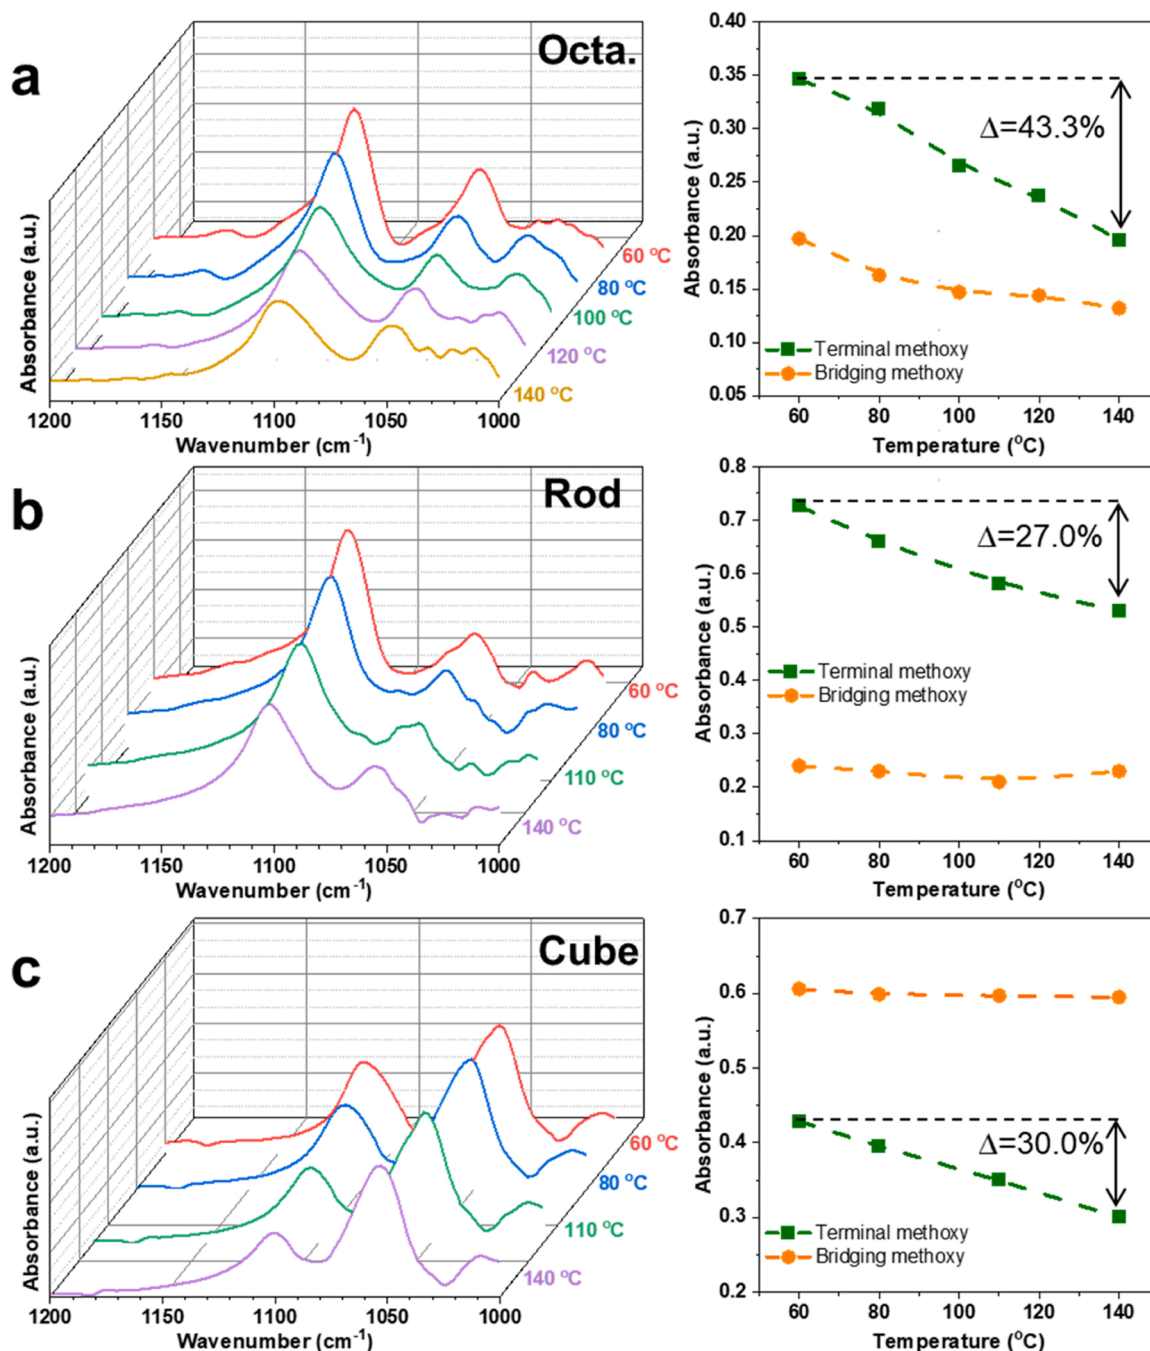 a
Octa.
Absorbance (a.u.)
60 °C
80 °C
100 °C
120 °C
140 °C
1200 1150 1100 1050 1000
Wavenumber (cm⁻¹)
Absorbance (a.u.)
0.40
0.35
0.30
0.25
0.20
0.15
0.10
0.05
Δ=43.3%
Terminal methoxy
Bridging methoxy
60 80 100 120 140
Temperature (°C)
b
Rod
Absorbance (a.u.)
60 °C
80 °C
110 °C
140 °C
1200 1150 1100 1050 1000
Wavenumber (cm⁻¹)
Absorbance (a.u.)
0.8
0.7
0.6
0.5
0.4
0.3
0.2
0.1
Δ=27.0%
Terminal methoxy
Bridging methoxy
60 80 100 120 140
Temperature (°C)
c
Cube
Absorbance (a.u.)
60 °C
80 °C
110 °C
140 °C
1200 1150 1100 1050 1000
Wavenumber (cm⁻¹)
Absorbance (a.u.)
0.7
0.6
0.5
0.4
0.3
0.2
Δ=30.0%
Terminal methoxy
Bridging methoxy
60 80 100 120 140
Temperature (°C)